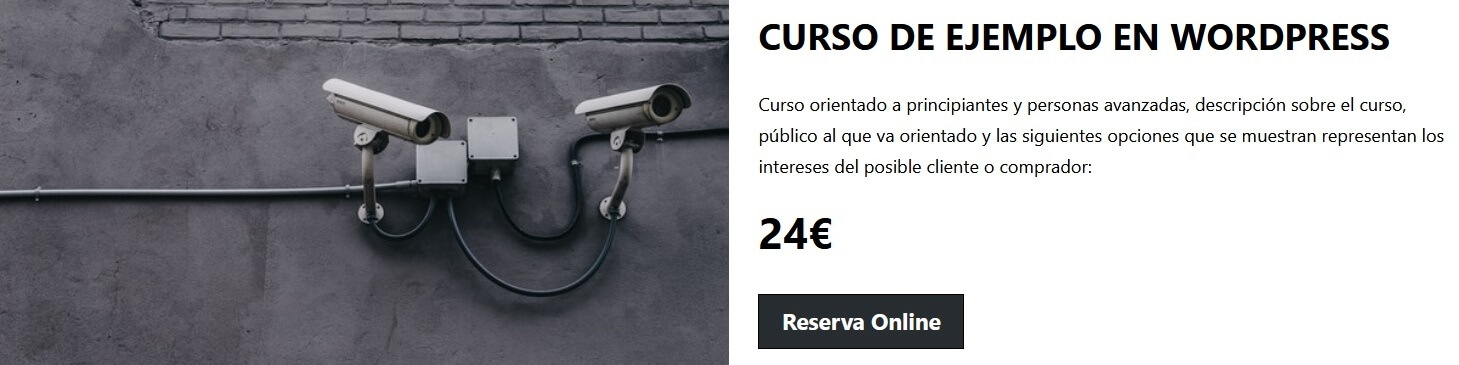 CURSO DE EJEMPLO EN WORDPRESS
Curso orientado a principiantes y personas avanzadas, descripción sobre el curso,
público al que va orientado y las siguientes opciones que se muestran representan los
intereses del posible cliente o comprador:
24€
Reserva Online